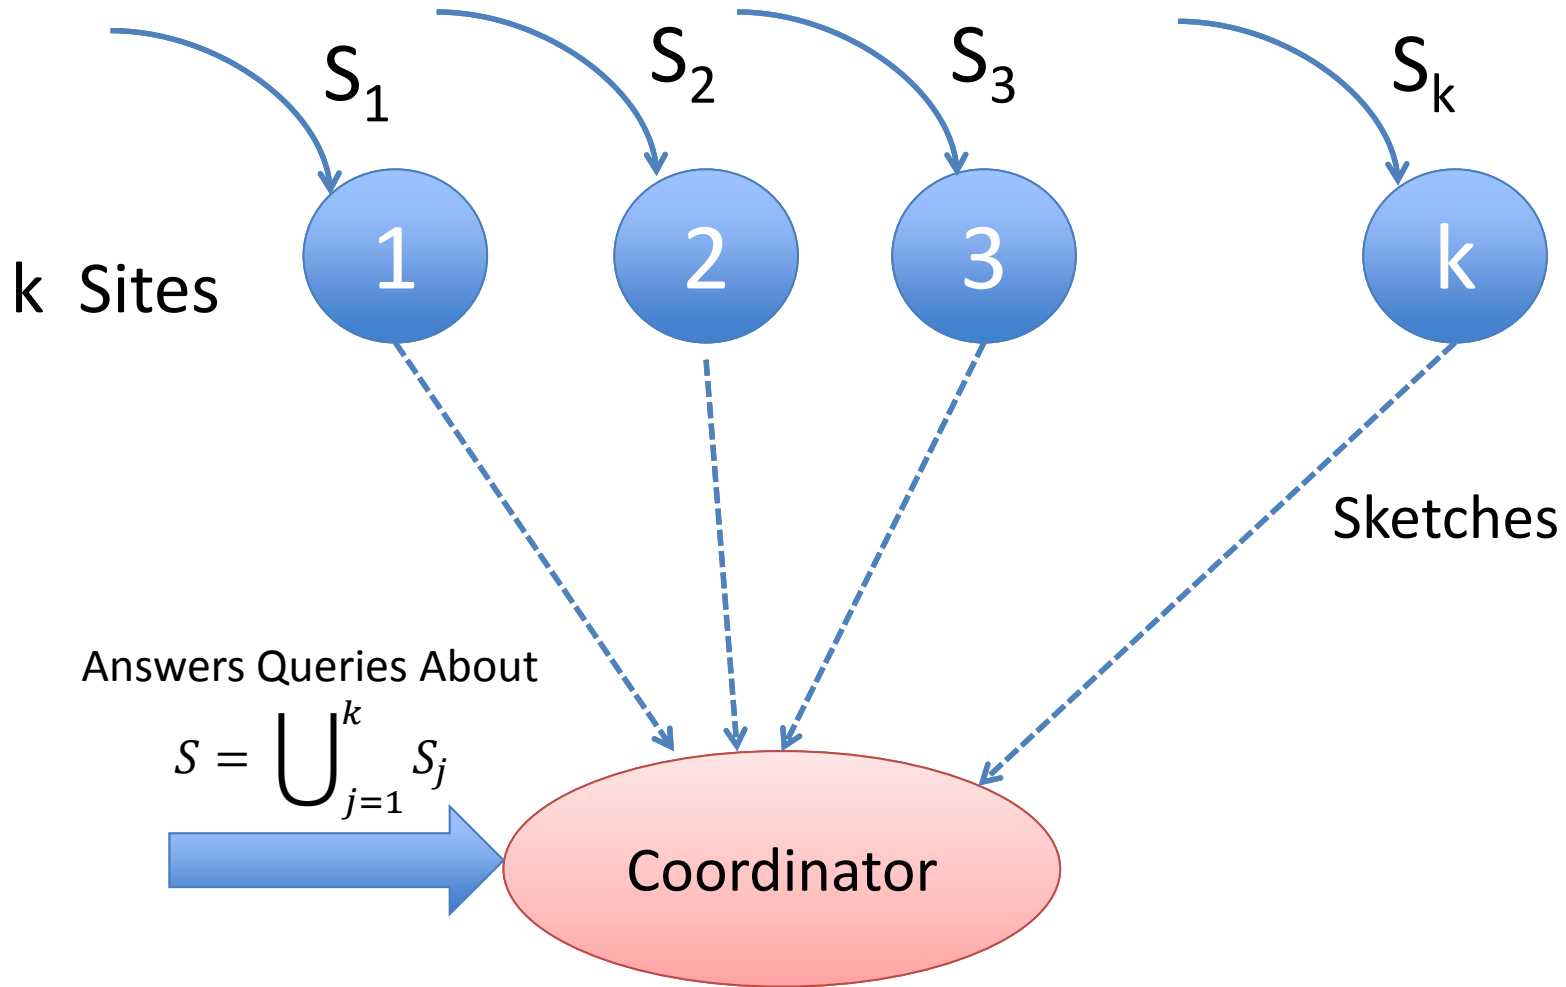 S₁ S₂ S₃ Sₖ
1 2 3 k
k Sites
Sketches
Answers Queries About
S = ⋃_{j=1}^{k} S_j
Coordinator